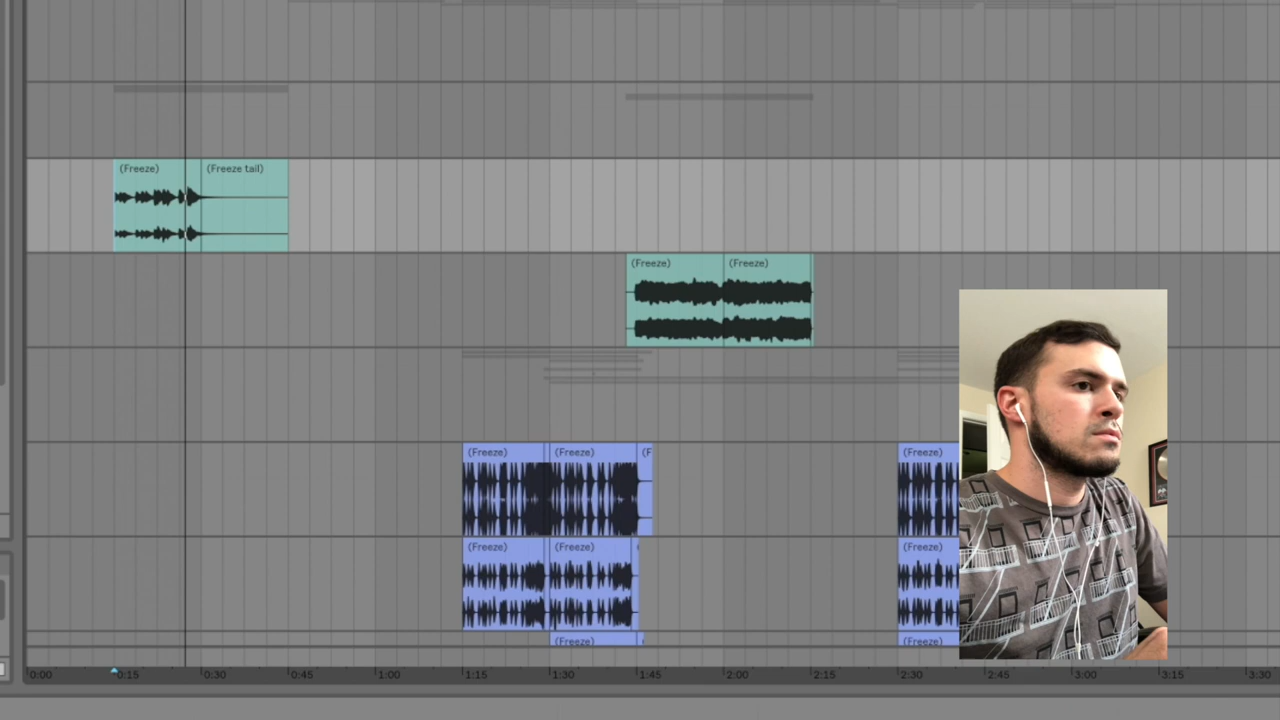 (Freeze) (Freeze tail)
(Freeze) (Freeze)
(Freeze) (Freeze) (F (Freeze)
(Freeze) (Freeze) (Freeze)
(Freeze) (Freeze)
0:00 0:15 0:30 0:45 1:00 1:15 1:30 1:45 2:00 2:15 2:30 2:45 3:00 3:15 3:30